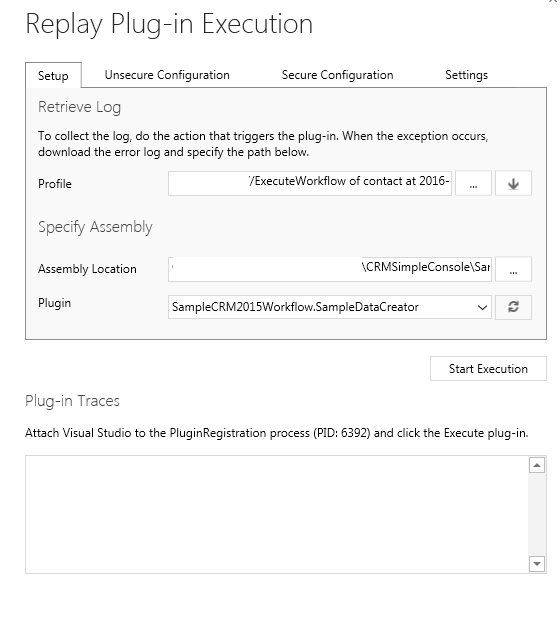 Replay Plug-in Execution
Setup Unsecure Configuration Secure Configuration Settings
Retrieve Log
To collect the log, do the action that triggers the plug-in. When the exception occurs,
download the error log and specify the path below.
Profile /ExecuteWorkflow of contact at 2016- ...
Specify Assembly
Assembly Location \CRMSimpleConsole\Sar ...
Plugin SampleCRM2015Workflow.SampleDataCreator
Start Execution
Plug-in Traces
Attach Visual Studio to the PluginRegistration process (PID: 6392) and click the Execute plug-in.